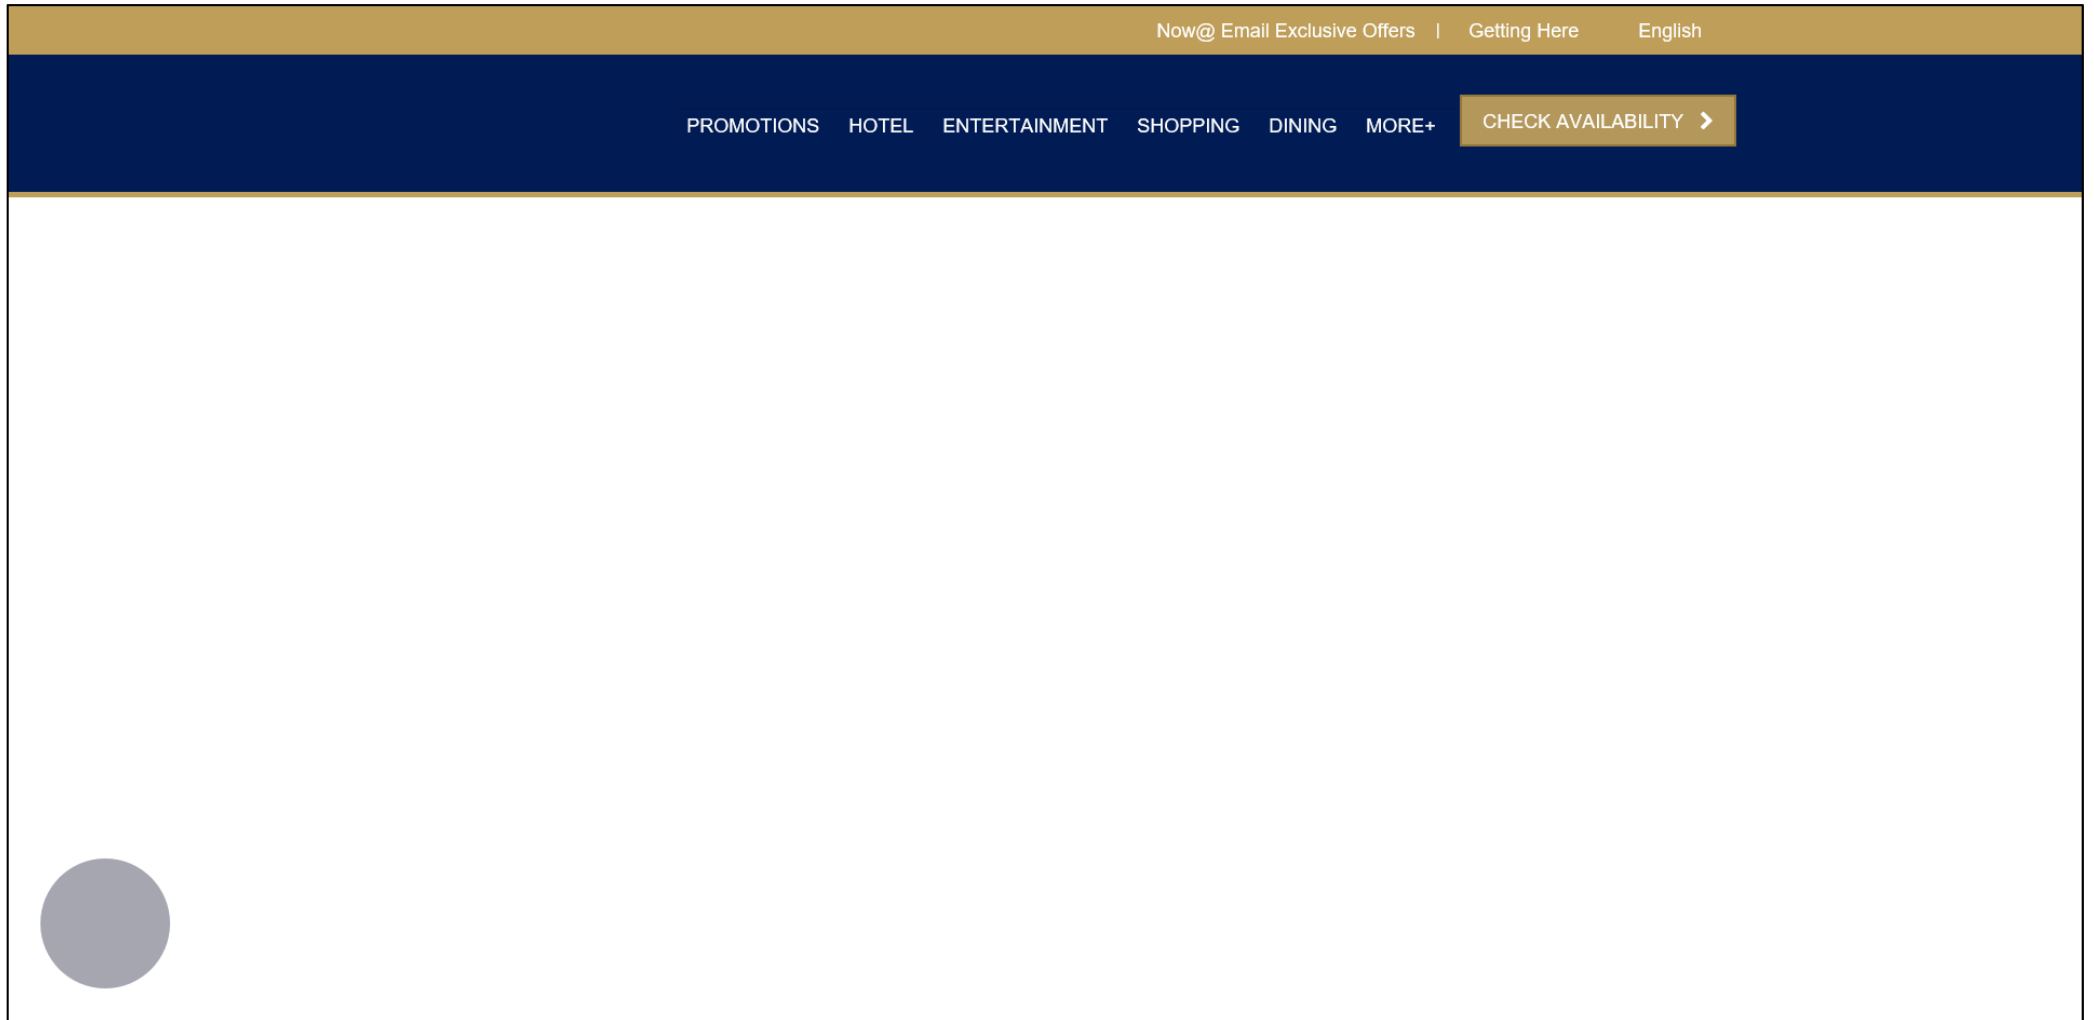 Now@ Email Exclusive Offers | Getting Here English
PROMOTIONS HOTEL ENTERTAINMENT SHOPPING DINING MORE+ CHECK AVAILABILITY